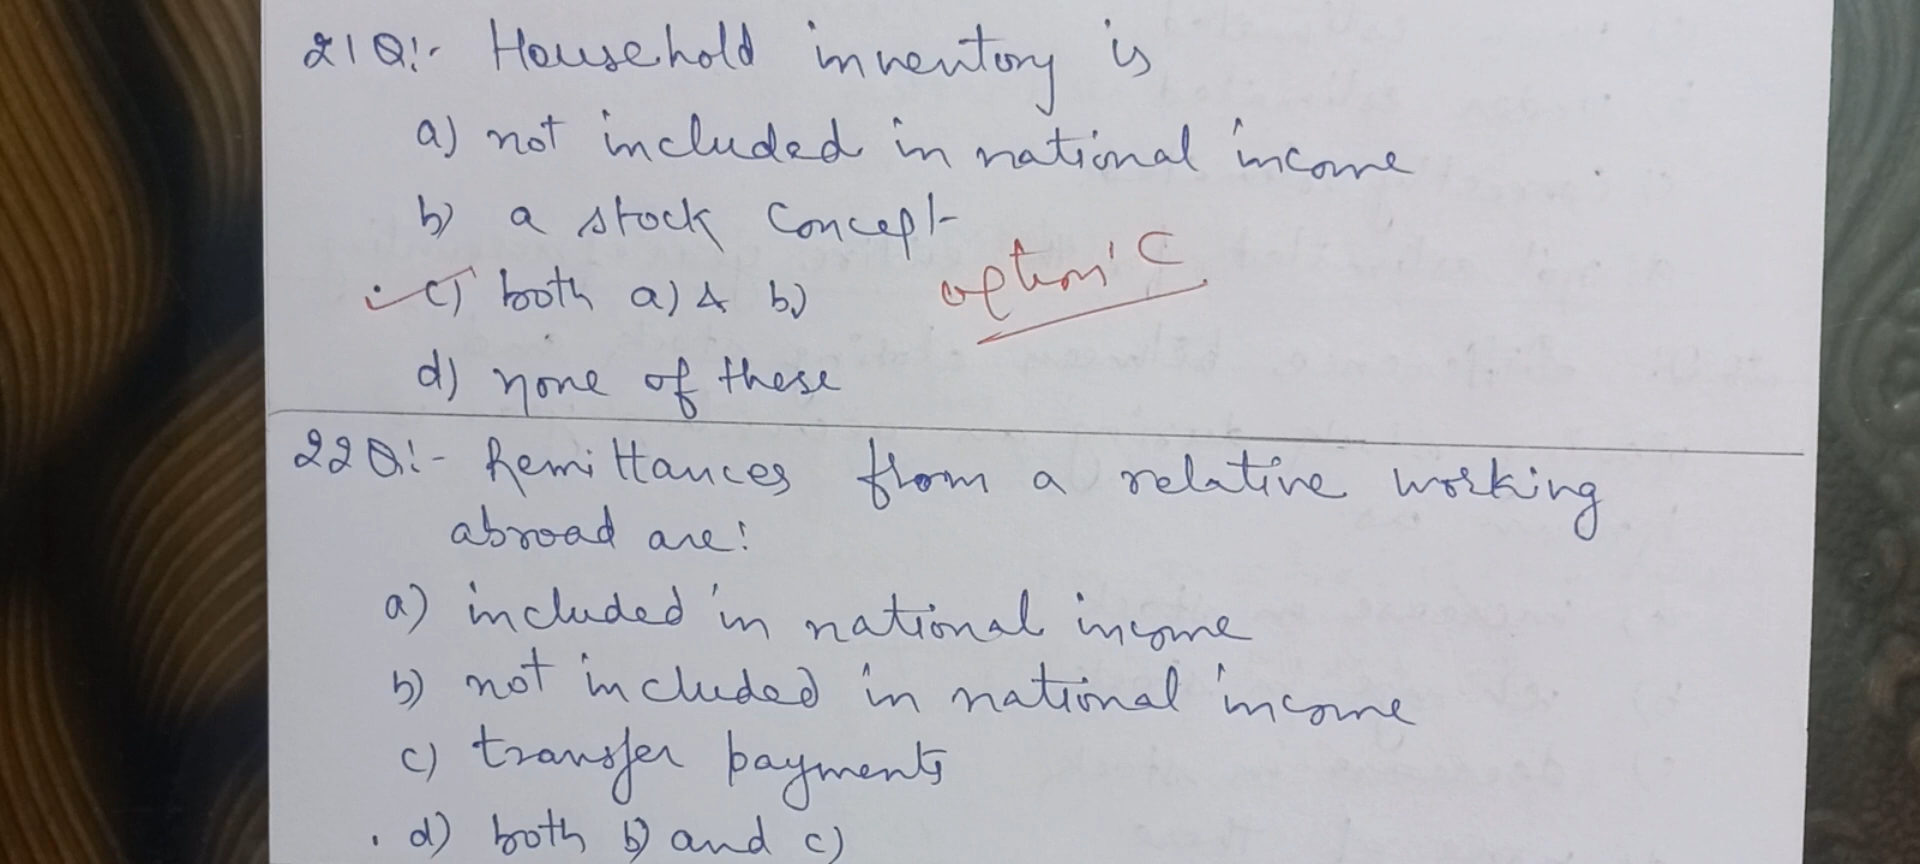 21Q:- Household inventory is
a) not included in national income
b) a stock concept
c) both a) & b)
option 'C
d) none of these
22Q:- Remittances from a relative working
abroad are:
a) included in national income
b) not included in national income
c) transfer payments
d) both b) and c)